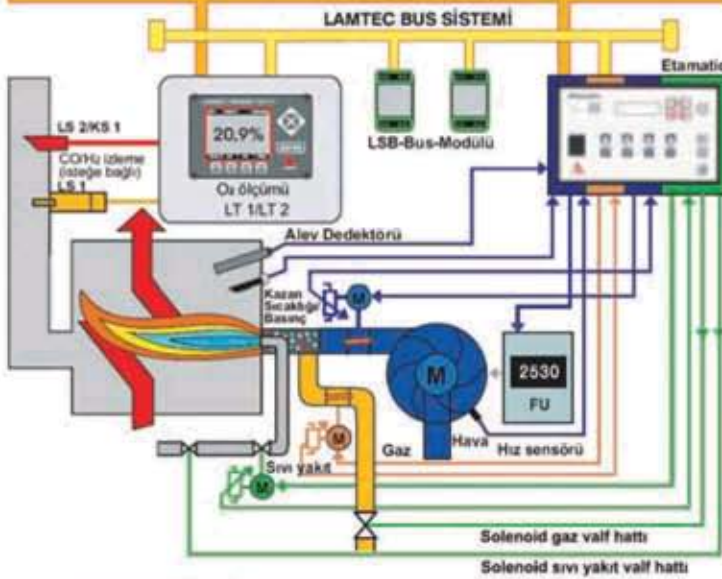 LAMTEC BUS SİSTEMİ
Etamatic
LS 2/KS 1
20,9%
CO/H₂ izleme
(isteğe bağlı)
LS 1
O₂ ölçümü
LT 1/LT 2
LSB-Bus-Modülü
Alev Dedektörü
Kazan
Sıcaklığı/
Basınç
M
M
2530
FU
M
Gaz
Hava
Hız sensörü
Sıvı yakıt
M
Solenoid gaz valf hattı
Solenoid sıvı yakıt valf hattı